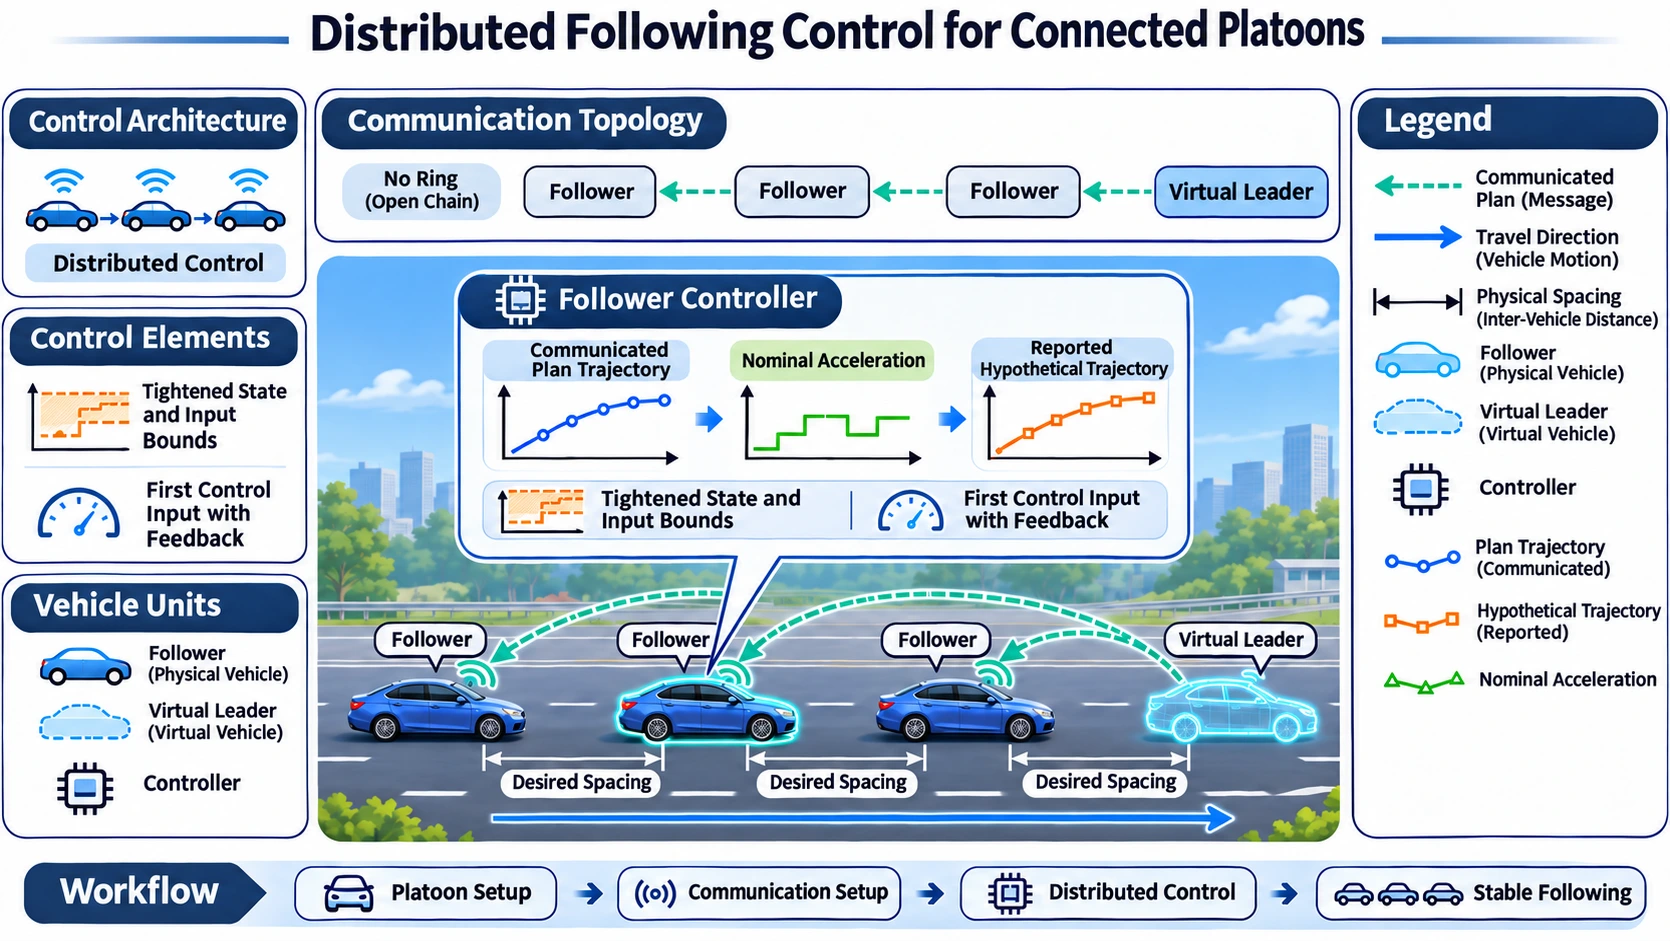 Distributed Following Control for Connected Platoons
Control Architecture
Distributed Control
Control Elements
Tightened State
and Input
Bounds
First Control
Input with
Feedback
Vehicle Units
Follower
(Physical Vehicle)
Virtual Leader
(Virtual Vehicle)
Controller
Communication Topology
No Ring
(Open Chain)
Follower
Follower
Follower
Virtual Leader
Follower Controller
Communicated
Plan Trajectory
Nominal Acceleration
Reported
Hypothetical Trajectory
Tightened State and
Input Bounds
First Control Input
with Feedback
Follower
Follower
Follower
Virtual Leader
Desired Spacing
Desired Spacing
Desired Spacing
Legend
Communicated
Plan (Message)
Travel Direction
(Vehicle Motion)
Physical Spacing
(Inter-Vehicle Distance)
Follower
(Physical Vehicle)
Virtual Leader
(Virtual Vehicle)
Controller
Plan Trajectory
(Communicated)
Hypothetical Trajectory
(Reported)
Nominal Acceleration
Workflow
Platoon Setup
Communication Setup
Distributed Control
Stable Following